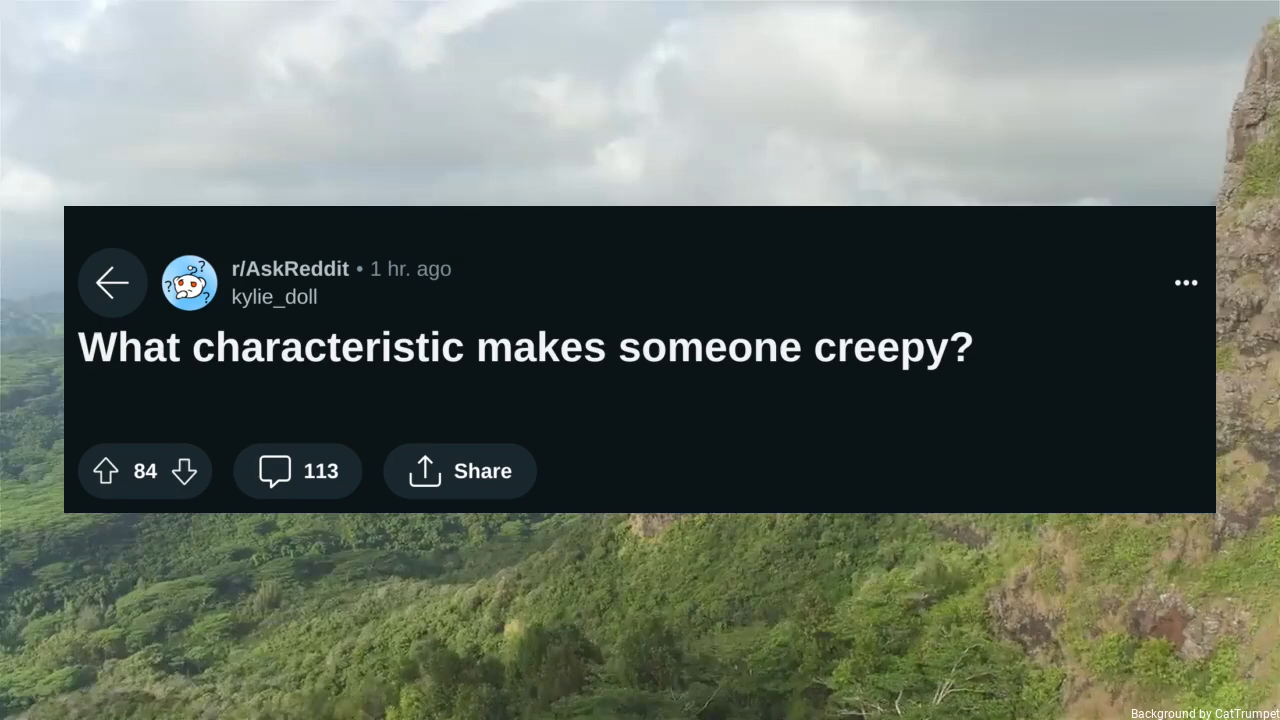 r/AskReddit • 1 hr. ago
kylie_doll
What characteristic makes someone creepy?
84
113
Share
Background by CatTrumpet